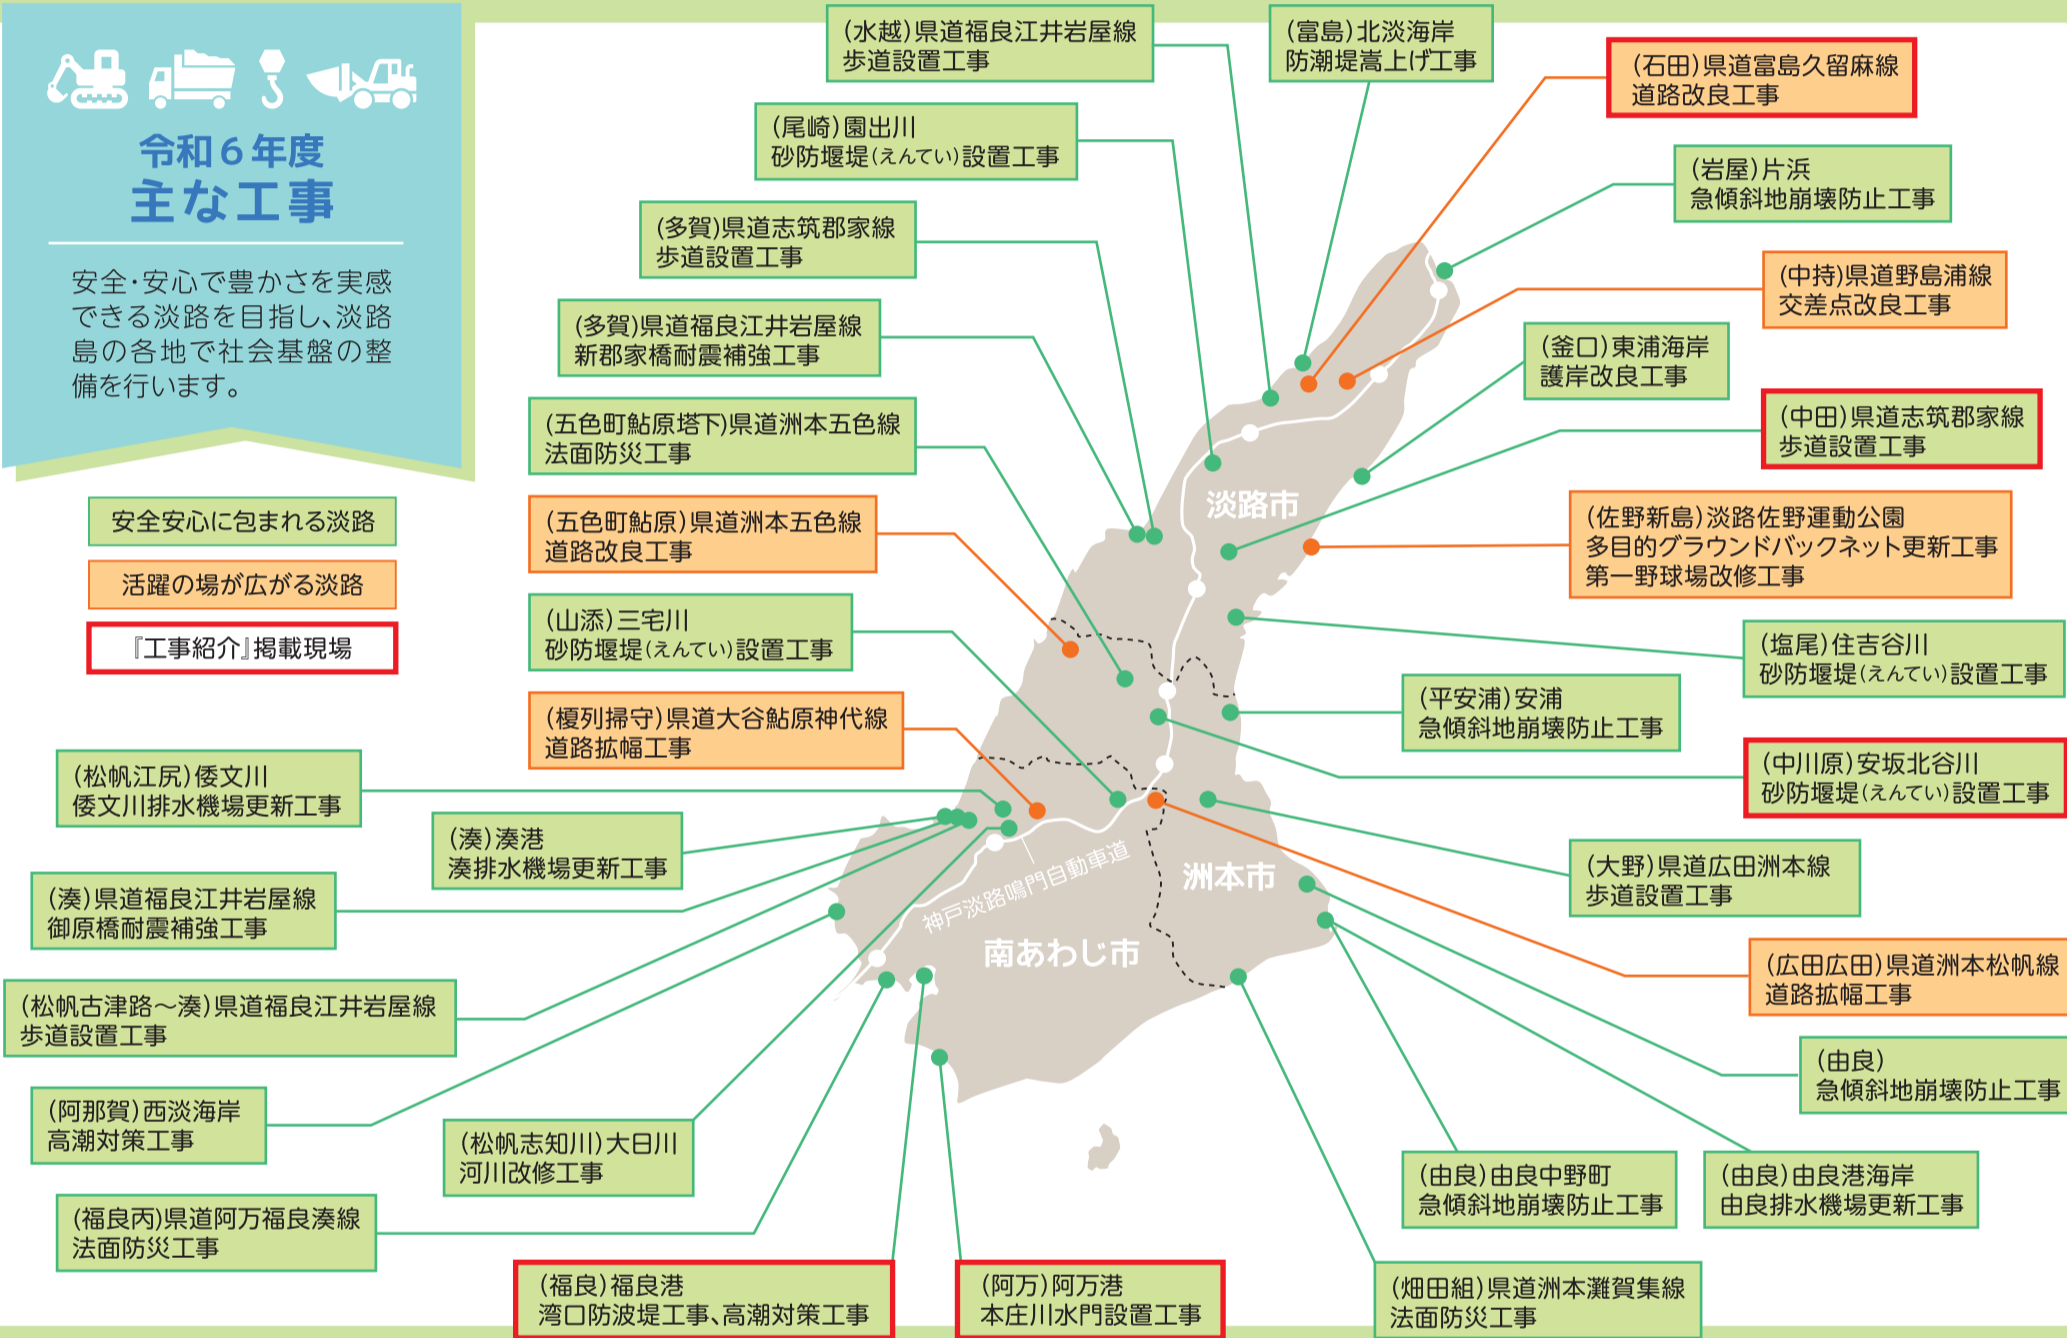 令和6年度
主な工事
安全・安心で豊かさを実感
できる淡路を目指し、淡路
島の各地で社会基盤の整
備を行います。
安全安心に包まれる淡路
活躍の場が広がる淡路
『工事紹介』掲載現場
(水越)県道福良江井岩屋線
歩道設置工事
(富島)北淡海岸
防潮堤嵩上げ工事
(石田)県道富島久留麻線
道路改良工事
(尾崎)園出川
砂防堰堤(えんてい)設置工事
(岩屋)片浜
急傾斜地崩壊防止工事
(多賀)県道志筑郡家線
歩道設置工事
(中持)県道野島浦線
交差点改良工事
(多賀)県道福良江井岩屋線
新郡家橋耐震補強工事
(釜口)東浦海岸
護岸改良工事
(五色町鮎原塔下)県道洲本五色線
法面防災工事
(中田)県道志筑郡家線
歩道設置工事
(五色町鮎原)県道洲本五色線
道路改良工事
(佐野新島)淡路佐野運動公園
多目的グラウンドバックネット更新工事
第一野球場改修工事
(山添)三宅川
砂防堰堤(えんてい)設置工事
(塩尾)住吉谷川
砂防堰堤(えんてい)設置工事
(榎列掃守)県道大谷鮎原神代線
道路拡幅工事
(平安浦)安浦
急傾斜地崩壊防止工事
(松帆江尻)倭文川
倭文川排水機場更新工事
(中川原)安坂北谷川
砂防堰堤(えんてい)設置工事
(湊)湊港
湊排水機場更新工事
(大野)県道広田洲本線
歩道設置工事
(湊)県道福良江井岩屋線
御原橋耐震補強工事
(広田広田)県道洲本松帆線
道路拡幅工事
(松帆古津路～湊)県道福良江井岩屋線
歩道設置工事
(由良)
急傾斜地崩壊防止工事
(阿那賀)西淡海岸
高潮対策工事
(松帆志知川)大日川
河川改修工事
(由良)由良中野町
急傾斜地崩壊防止工事
(由良)由良港海岸
由良排水機場更新工事
(福良丙)県道阿万福良湊線
法面防災工事
(福良)福良港
湾口防波堤工事、高潮対策工事
(阿万)阿万港
本庄川水門設置工事
(畑田組)県道洲本灘賀集線
法面防災工事
淡路市
洲本市
南あわじ市
神戸淡路鳴門自動車道